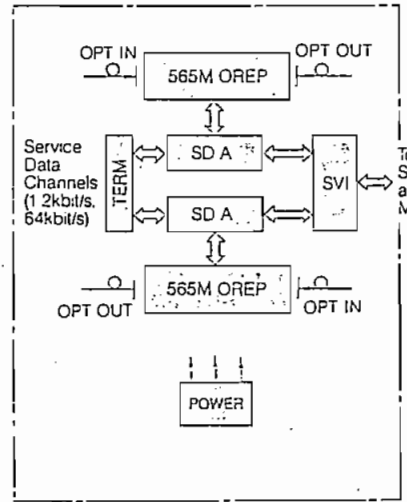 OPT IN
OPT OUT
565M OREP
Service
Data
Channels
(1.2kbit/s,
64kbit/s)
TERM
SD A
SVI
SD A
565M OREP
OPT OUT
OPT IN
POWER